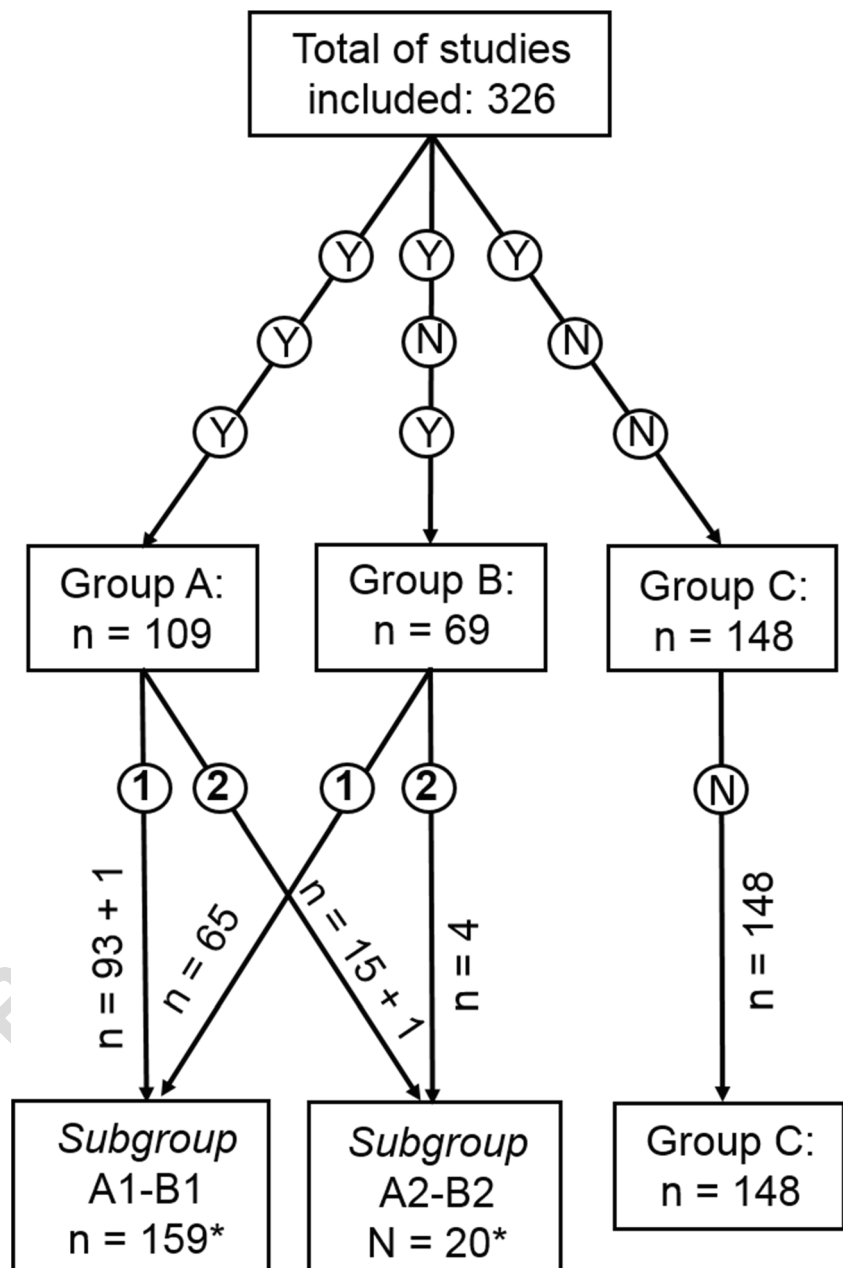 Total of studies
included: 326
Y
Y
Y
Y
N
N
Y
Y
N
Group A:
n = 109
Group B:
n = 69
Group C:
n = 148
1
2
1
2
N
n = 93 + 1
n = 65
n = 15 + 1
n = 4
n = 148
Subgroup
A1-B1
n = 159*
Subgroup
A2-B2
N = 20*
Group C:
n = 148